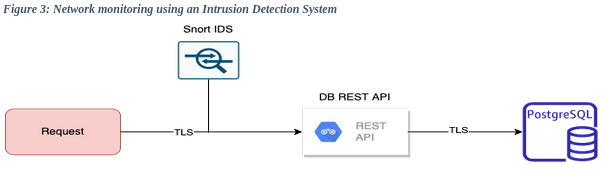 Figure 3: Network monitoring using an Intrusion Detection System
Snort IDS
DB REST API
Request
TLS
REST
API
TLS
PostgreSQL